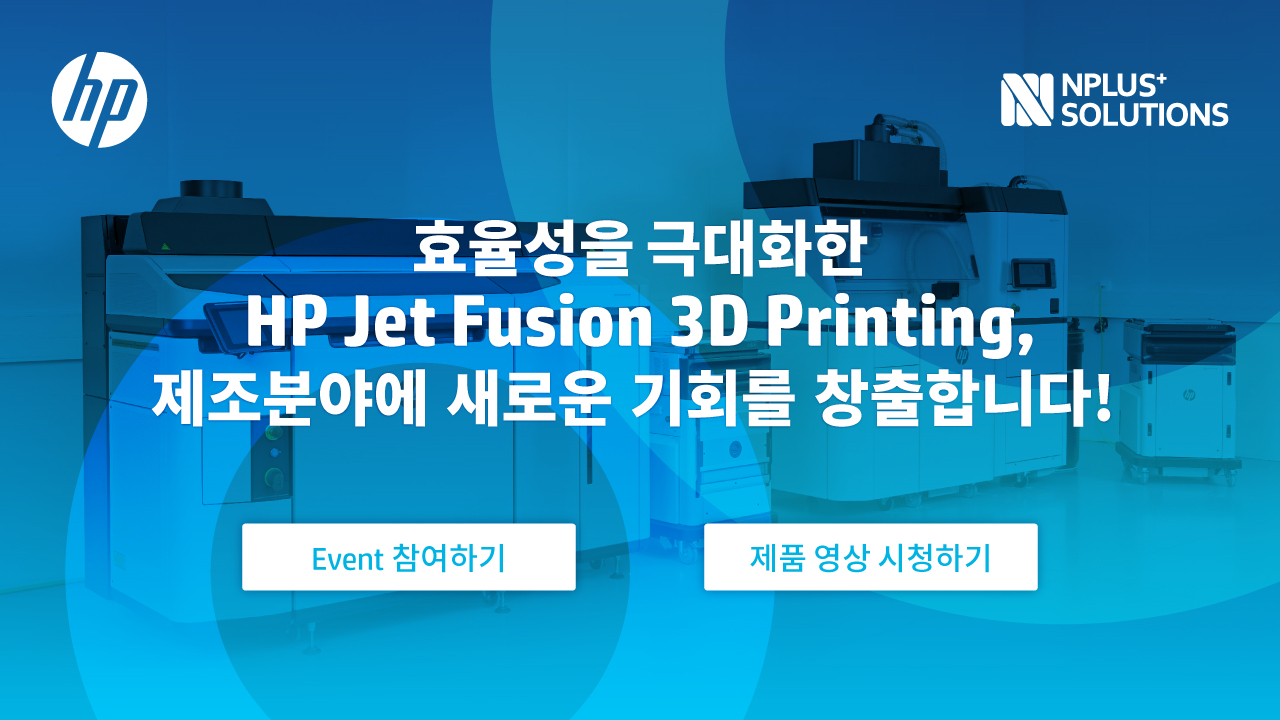 hp
NPLUS+
SOLUTIONS
효율성을 극대화한
HP Jet Fusion 3D Printing,
제조분야에 새로운 기회를 창출합니다!
Event 참여하기
제품 영상 시청하기